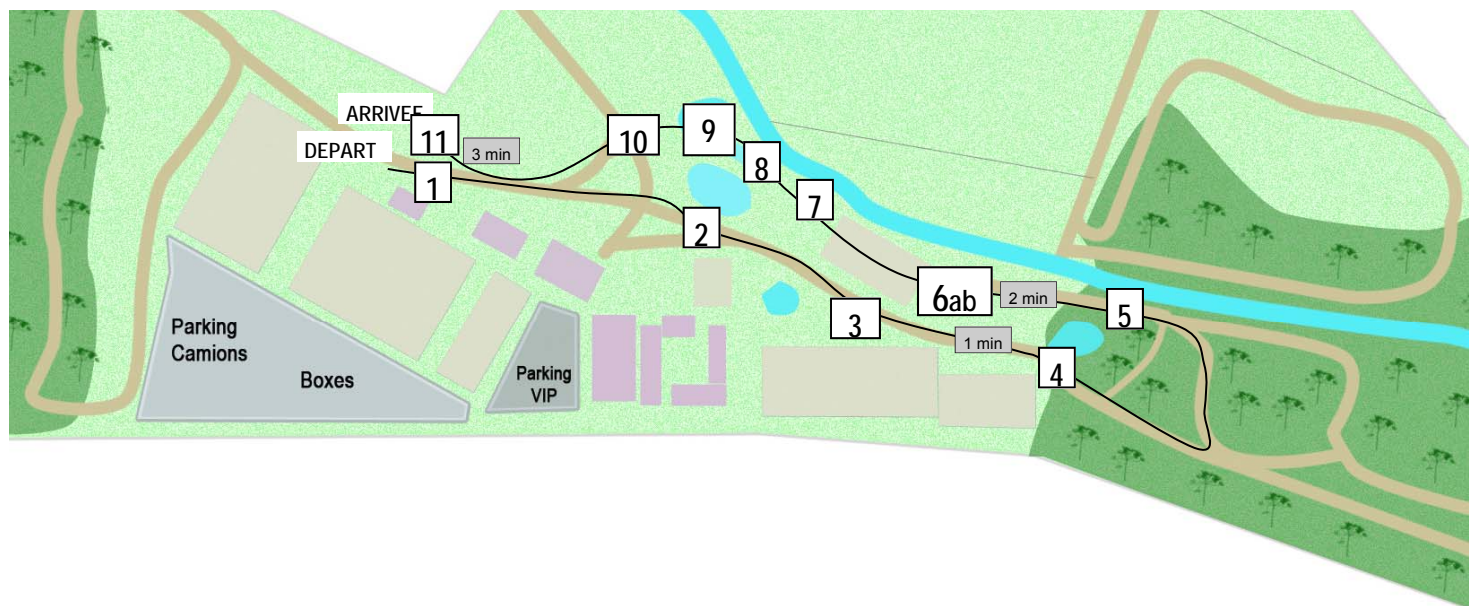 ARRIVEE
11
3 min
10
9
DEPART
1
8
7
2
6ab
2 min
5
3
1 min
4
Parking
Camions
Boxes
Parking
VIP